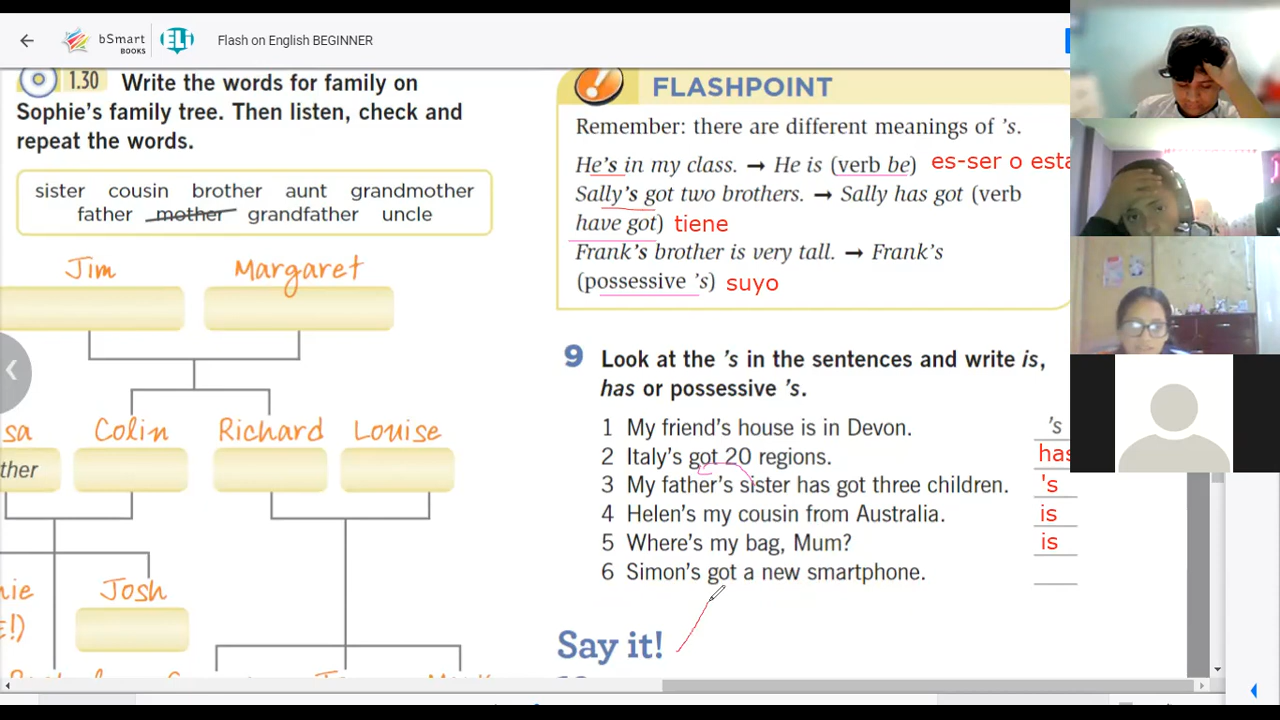 bSmart BOOKS ELi Flash on English BEGINNER
1.30 Write the words for family on
Sophie's family tree. Then listen, check and
repeat the words.
sister cousin brother aunt grandmother
father mother grandfather uncle
Jim Margaret
sa Colin Richard Louise
ther
nie Josh
!)
FLASHPOINT
Remember: there are different meanings of 's.
He's in my class. → He is (verb be) es-ser o esta
Sally's got two brothers. → Sally has got (verb
have got) tiene
Frank's brother is very tall. → Frank's
(possessive 's) suyo
9 Look at the 's in the sentences and write is,
has or possessive 's.
1 My friend's house is in Devon. 's
2 Italy's got 20 regions. has
3 My father's sister has got three children. 's
4 Helen's my cousin from Australia. is
5 Where's my bag, Mum? is
6 Simon's got a new smartphone.
Say it!